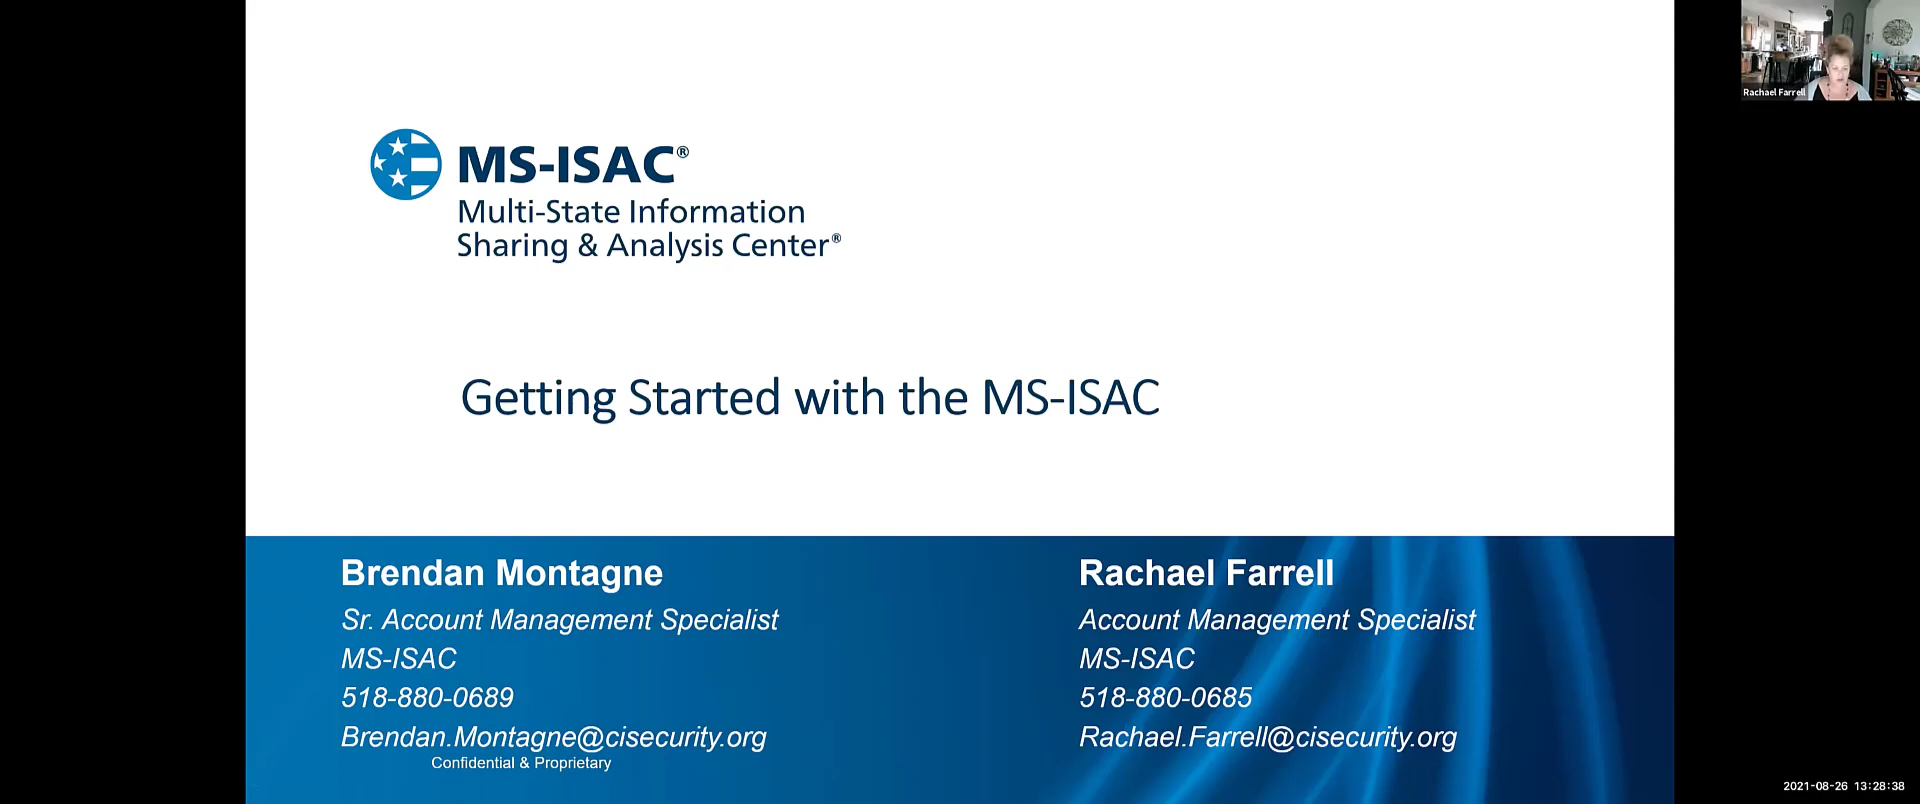 MS-ISAC®
Multi-State Information
Sharing & Analysis Center®
Rachael Farrell
Getting Started with the MS-ISAC
Brendan Montagne
Sr. Account Management Specialist
MS-ISAC
518-880-0689
Brendan.Montagne@cisecurity.org
Confidential & Proprietary
Rachael Farrell
Account Management Specialist
MS-ISAC
518-880-0685
Rachael.Farrell@cisecurity.org
2021-08-26 13:28:38